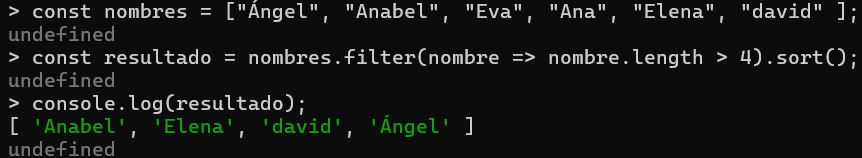 > const nombres = ["Ángel", "Anabel", "Eva", "Ana", "Elena", "david" ];
undefined
> const resultado = nombres.filter(nombre => nombre.length > 4).sort();
undefined
> console.log(resultado);
[ 'Anabel', 'Elena', 'david', 'Ángel' ]
undefined